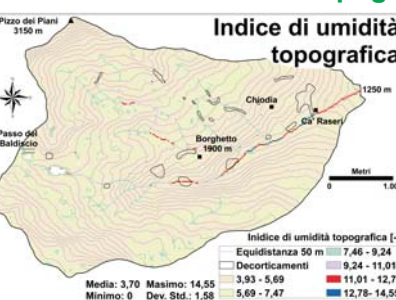 Pizzo dei Piani
3150 m
Indice di umidità
topografica
1250 m
Chiodia
Ca' Raseri
Passo del
Baldiscio
Borghetto
1900 m
Metri
0
Inidice di umidità topografica [-
Equidistanza 50 m
7,46 - 9,24
Decorticamenti
9,24 - 11,01
3,93 - 5,69
11,01 - 12,7
5,69 - 7,47
12,78- 14,5
Media: 3,70 Masimo: 14,55
Minimo: 0 Dev. Std.: 1,58